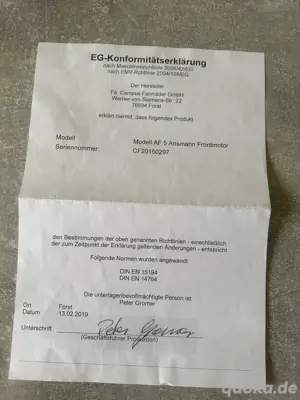 EG-Konformitätserklärung
nach Maschinenrichtlinie 2006/42/EG
nach EMV-Richtlinie 2004/108/EG
Der Hersteller
Fa. Campus Fahrräder GmbH
Werner-von-Siemens-Str. 22
76694 Forst
erklärt hiermit, dass folgendes Produkt
Modell Modell AF 5 Ansmann Frontmotor
Seriennummer: CF20150297
den Bestimmungen der oben genannten Richtlinien - einschließlich
der zum Zeitpunkt der Erklärung geltenden Änderungen - entspricht.
Folgende Normen wurden angewandt
DIN EN 15194
DIN EN 14764
Die unterlagenbevollmächtigte Person ist
Peter Gronter
Ort Forst
Datum 13.02.2019
Unterschrift
(Geschäftsführer Produktion)
quoka.de